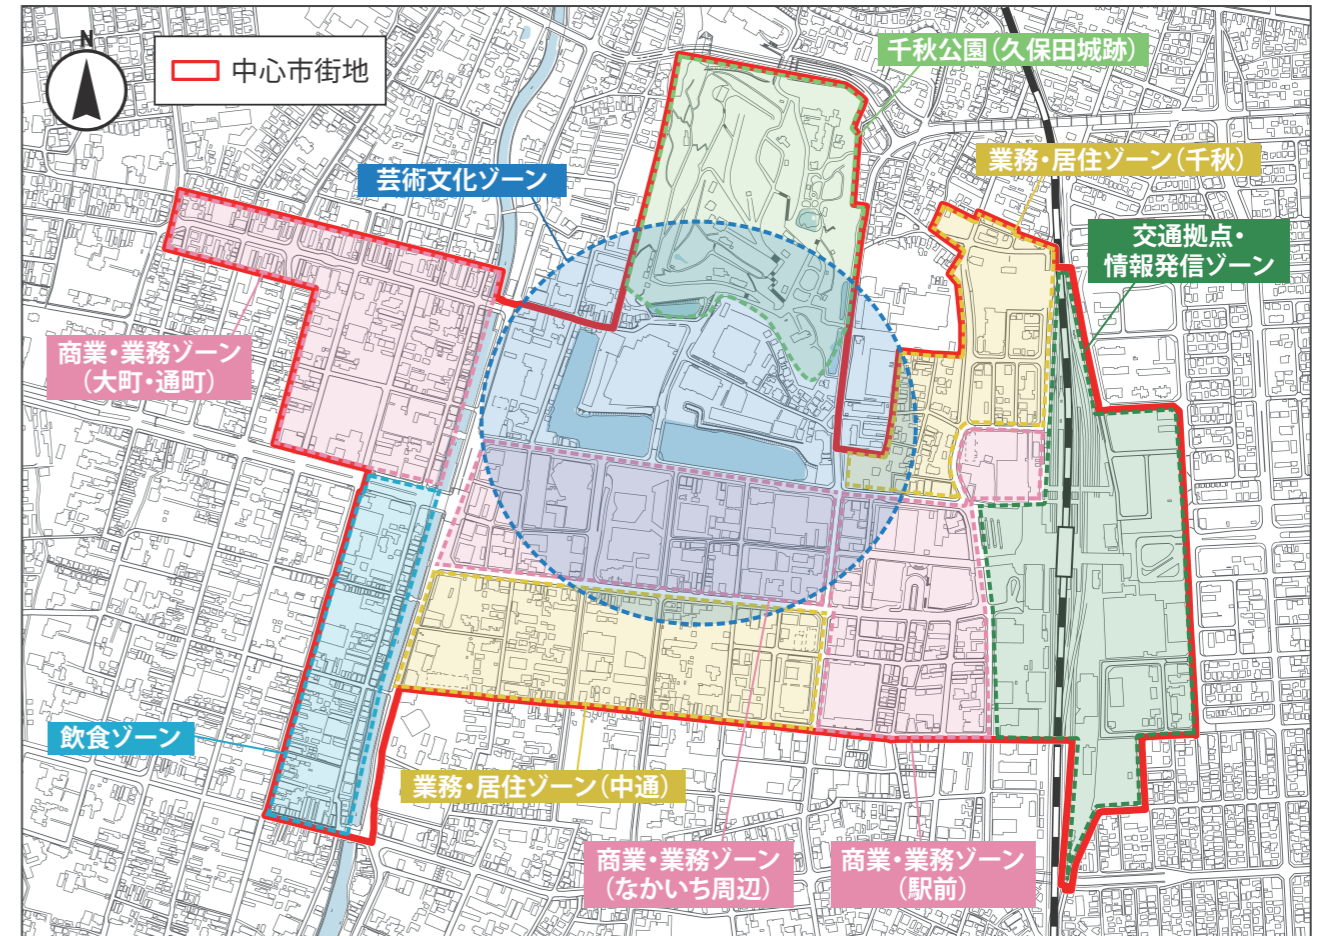 N
中心市街地
千秋公園（久保田城跡）
芸術文化ゾーン
業務・居住ゾーン（千秋）
交通拠点・
情報発信ゾーン
商業・業務ゾーン
（大町・通町）
飲食ゾーン
業務・居住ゾーン（中通）
商業・業務ゾーン
（なかいち周辺）
商業・業務ゾーン
（駅前）